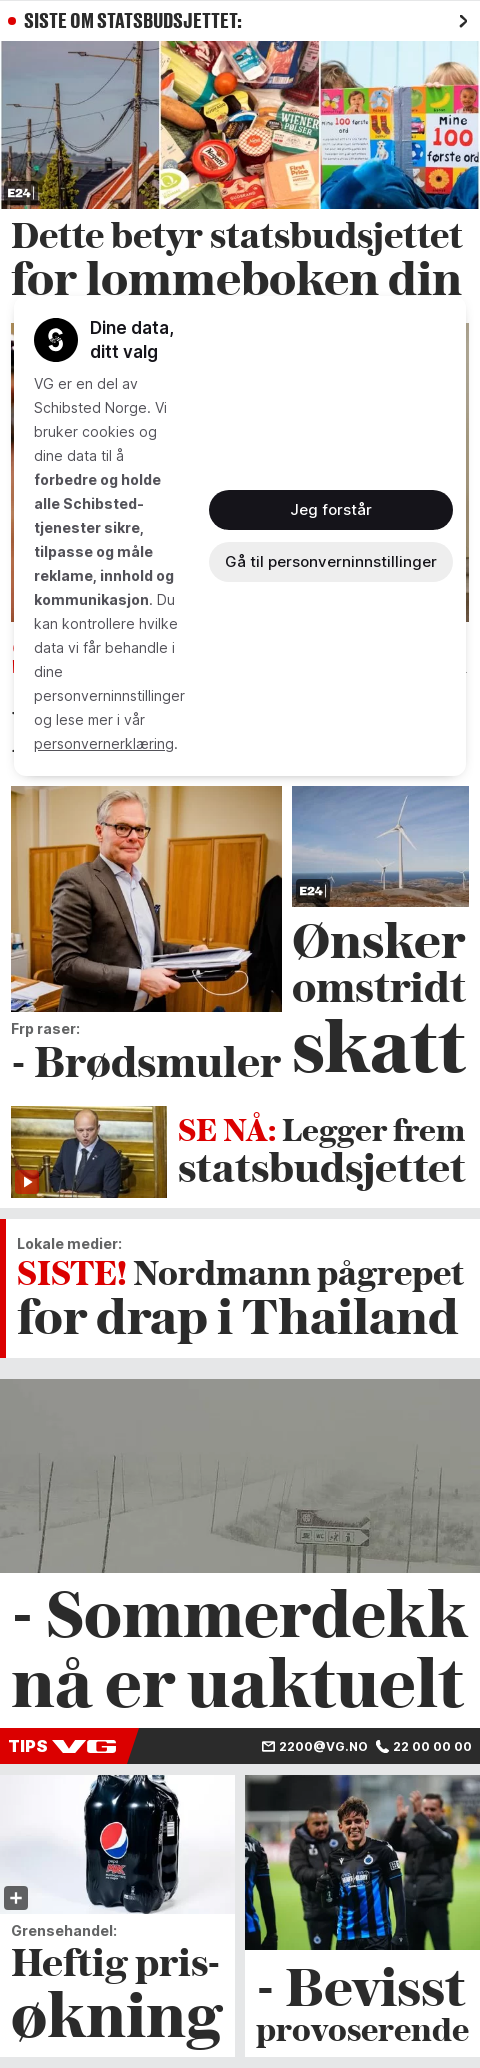 SISTE OM STATSBUDSJETTET:
WIENER PØLSER
First Price
Mine 100 første ord
Mine 100 første ord
E24
Dette betyr statsbudsjettet
for lommeboken din
Dine data,
ditt valg
VG er en del av
Schibsted Norge. Vi
bruker cookies og
dine data til å
forbedre og holde
alle Schibsted-
tjenester sikre,
tilpasse og måle
reklame, innhold og
kommunikasjon. Du
kan kontrollere hvilke
data vi får behandle i
dine
personverninnstillinger
og lese mer i vår
personvernerklæring.
Jeg forstår
Gå til personverninnstillinger
E24
Frp raser:
- Brødsmuler
Ønsker
omstridt
skatt
SE NÅ: Legger frem
statsbudsjettet
Lokale medier:
SISTE! Nordmann pågrepet
for drap i Thailand
- Sommerdekk
nå er uaktuelt
TIPS VG
2200@VG.NO 22 00 00 00
Grensehandel:
Heftig pris-
økning
- Bevisst
provoserende